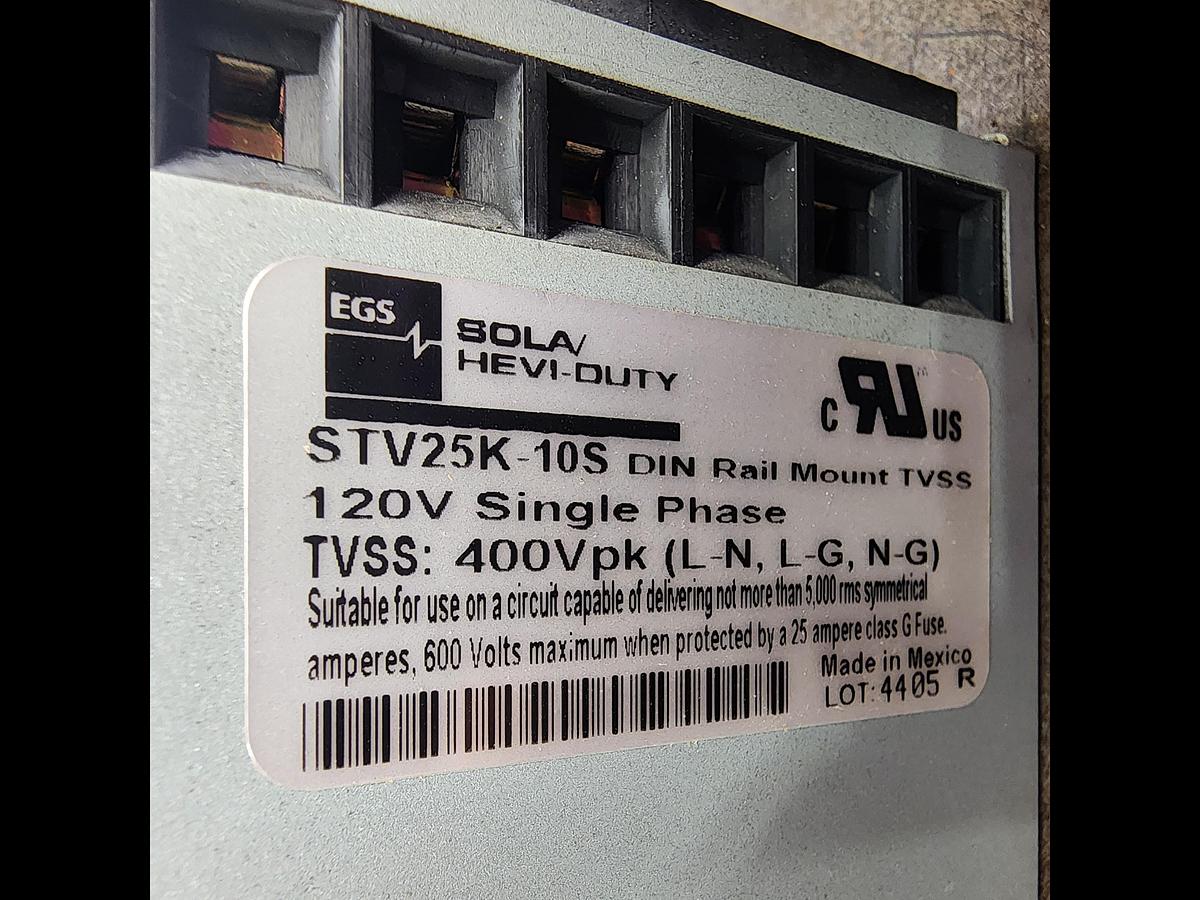 EGS
SOLA/
HEVI-DUTY
C RU US
STV25K-10S DIN Rail Mount TVSS
120V Single Phase
TVSS: 400Vpk (L-N, L-G, N-G)
Suitable for use on a circuit capable of delivering not more than 5,000 rms symmetrical
amperes, 600 Volts maximum when protected by a 25 ampere class G Fuse.
Made in Mexico
LOT: 4405 R